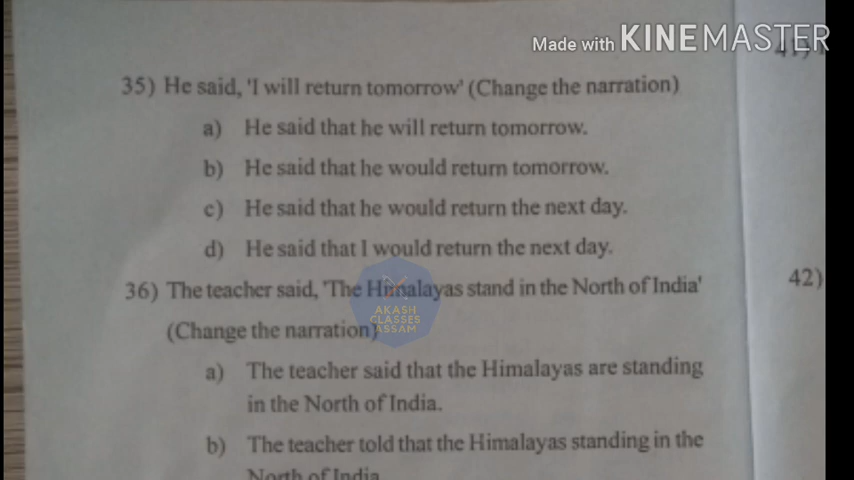 Made with KINEMASTER
35) He said, 'I will return tomorrow' (Change the narration)
a) He said that he will return tomorrow.
b) He said that he would return tomorrow.
c) He said that he would return the next day.
d) He said that I would return the next day.
36) The teacher said, 'The Himalayas stand in the North of India'
(Change the narration)
AKASH
CLASSES
ASSAM
a) The teacher said that the Himalayas are standing
in the North of India.
b) The teacher told that the Himalayas standing in the
North of India
42)